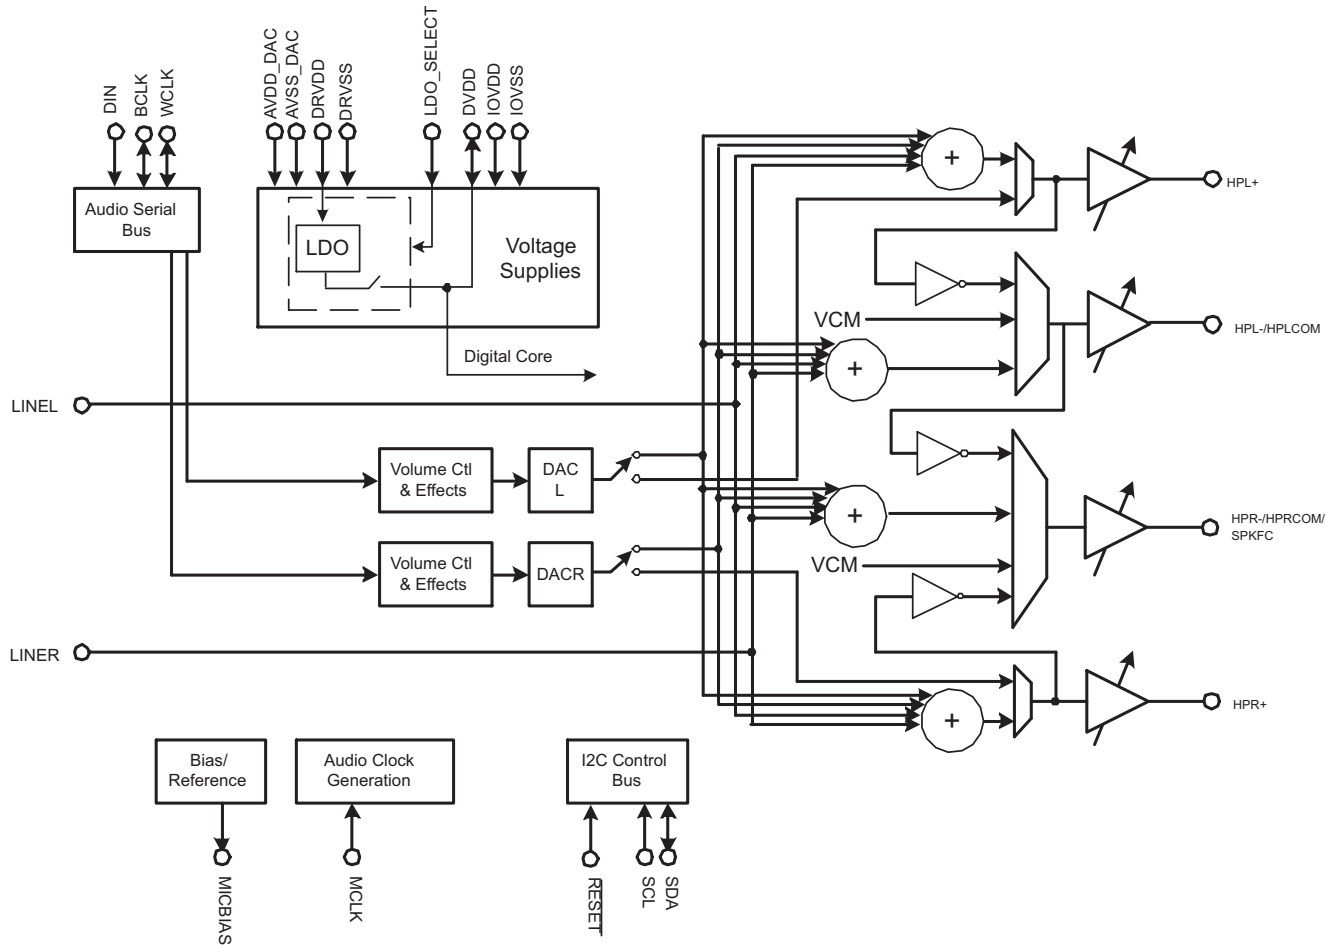 DIN
BCLK
WCLK
AVDD_DAC
AVSS_DAC
DRVDD
DRVSS
LDO_SELECT
DVDD
IOVDD
IOVSS
Audio Serial
Bus
LDO
Voltage
Supplies
Digital Core
+
HPL+
VCM
+
HPL-/HPLCOM
LINEL
Volume Ctl
& Effects
DAC
L
+
HPR-/HPRCOM/
SPKFC
VCM
Volume Ctl
& Effects
DACR
LINER
+
HPR+
Bias/
Reference
Audio Clock
Generation
I2C Control
Bus
MICBIAS
MCLK
RESET
SCL
SDA